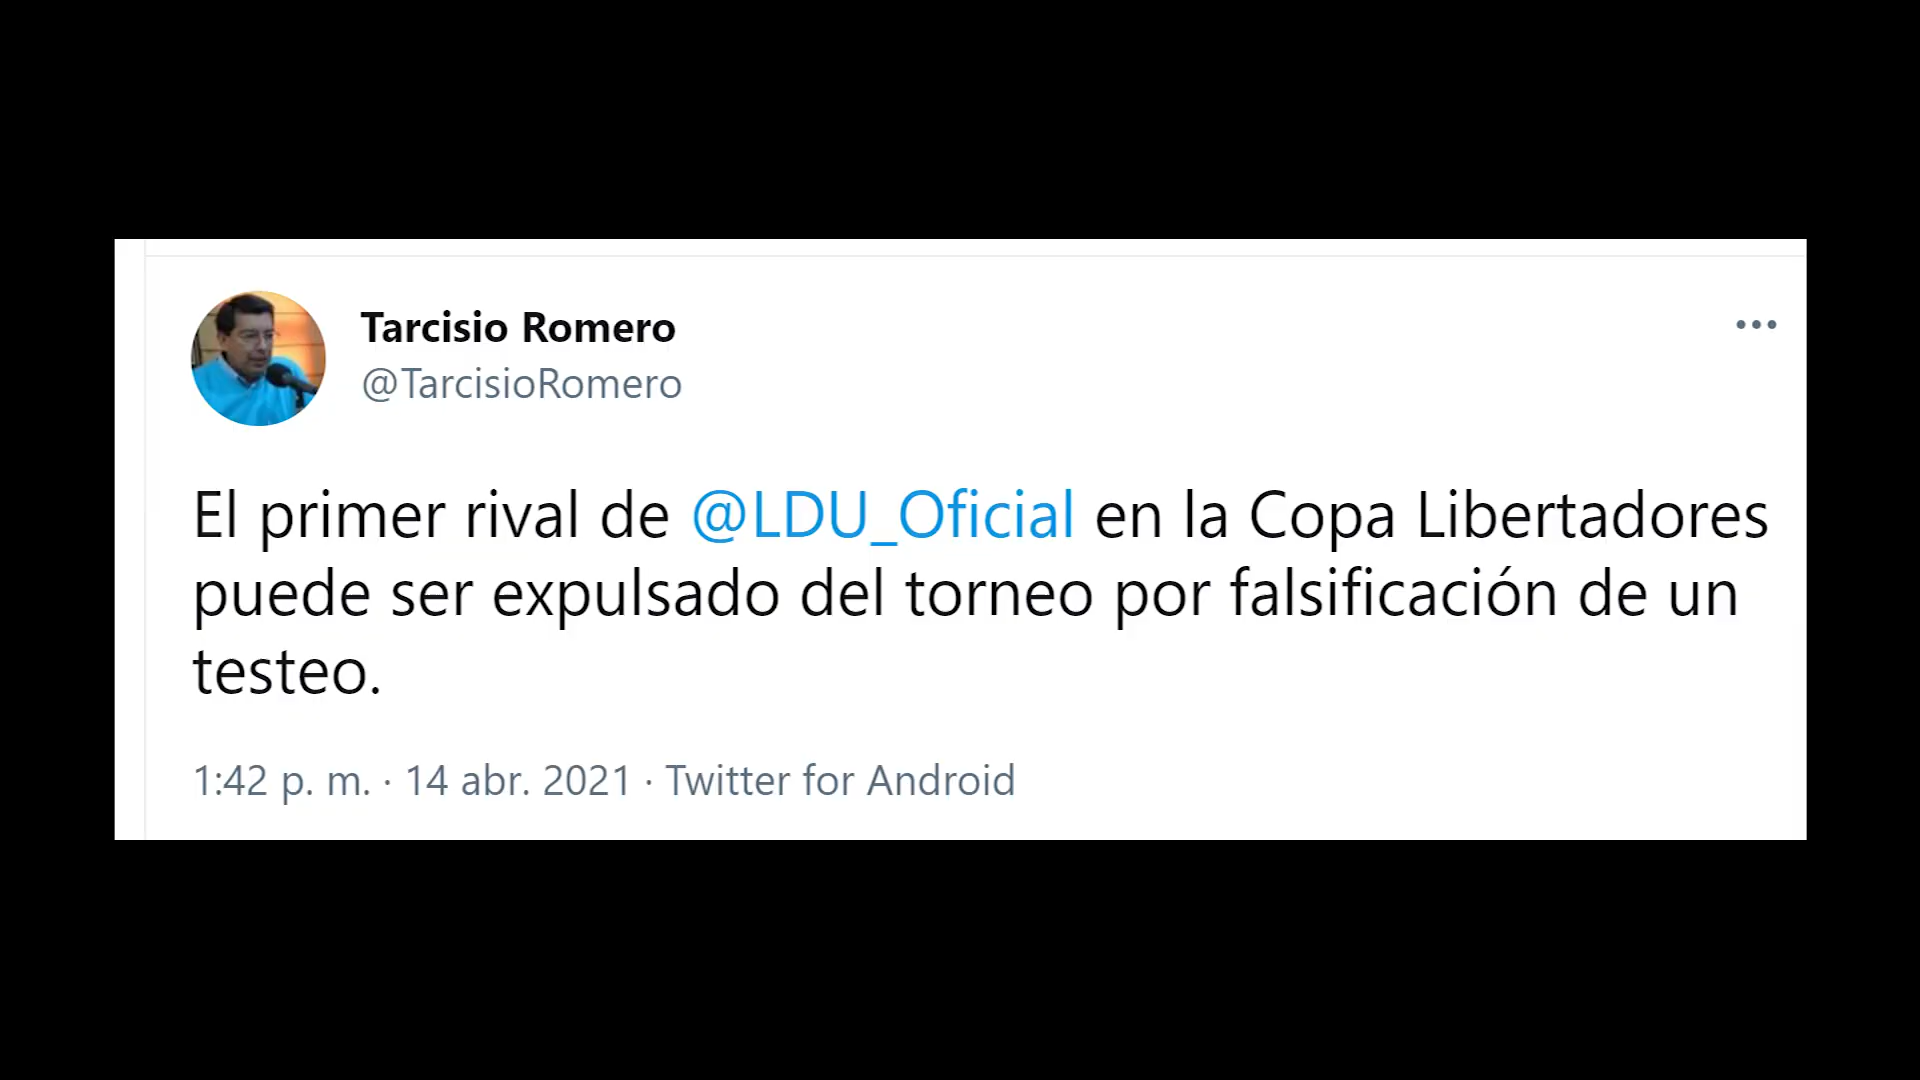 Tarcisio Romero
@TarcisioRomero
El primer rival de @LDU_Oficial en la Copa Libertadores
puede ser expulsado del torneo por falsificación de un
testeo.
1:42 p. m. · 14 abr. 2021 · Twitter for Android